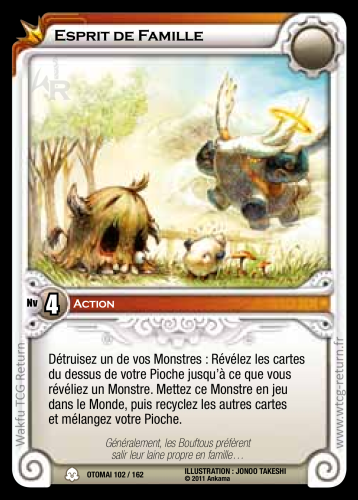 Esprit de Famille
Nv 4 Action
Détruisez un de vos Monstres : Révélez les cartes
du dessus de votre Pioche jusqu'à ce que vous
révéliez un Monstre. Mettez ce Monstre en jeu
dans le Monde, puis recyclez les autres cartes
et mélangez votre Pioche.
Généralement, les Bouftous préfèrent
salir leur laine propre en famille…
OTOMAI 102 / 162
ILLUSTRATION : JONOO TAKESHI
© 2011 Ankama
Wakfu TCG Return
www.wtcg-return.fr